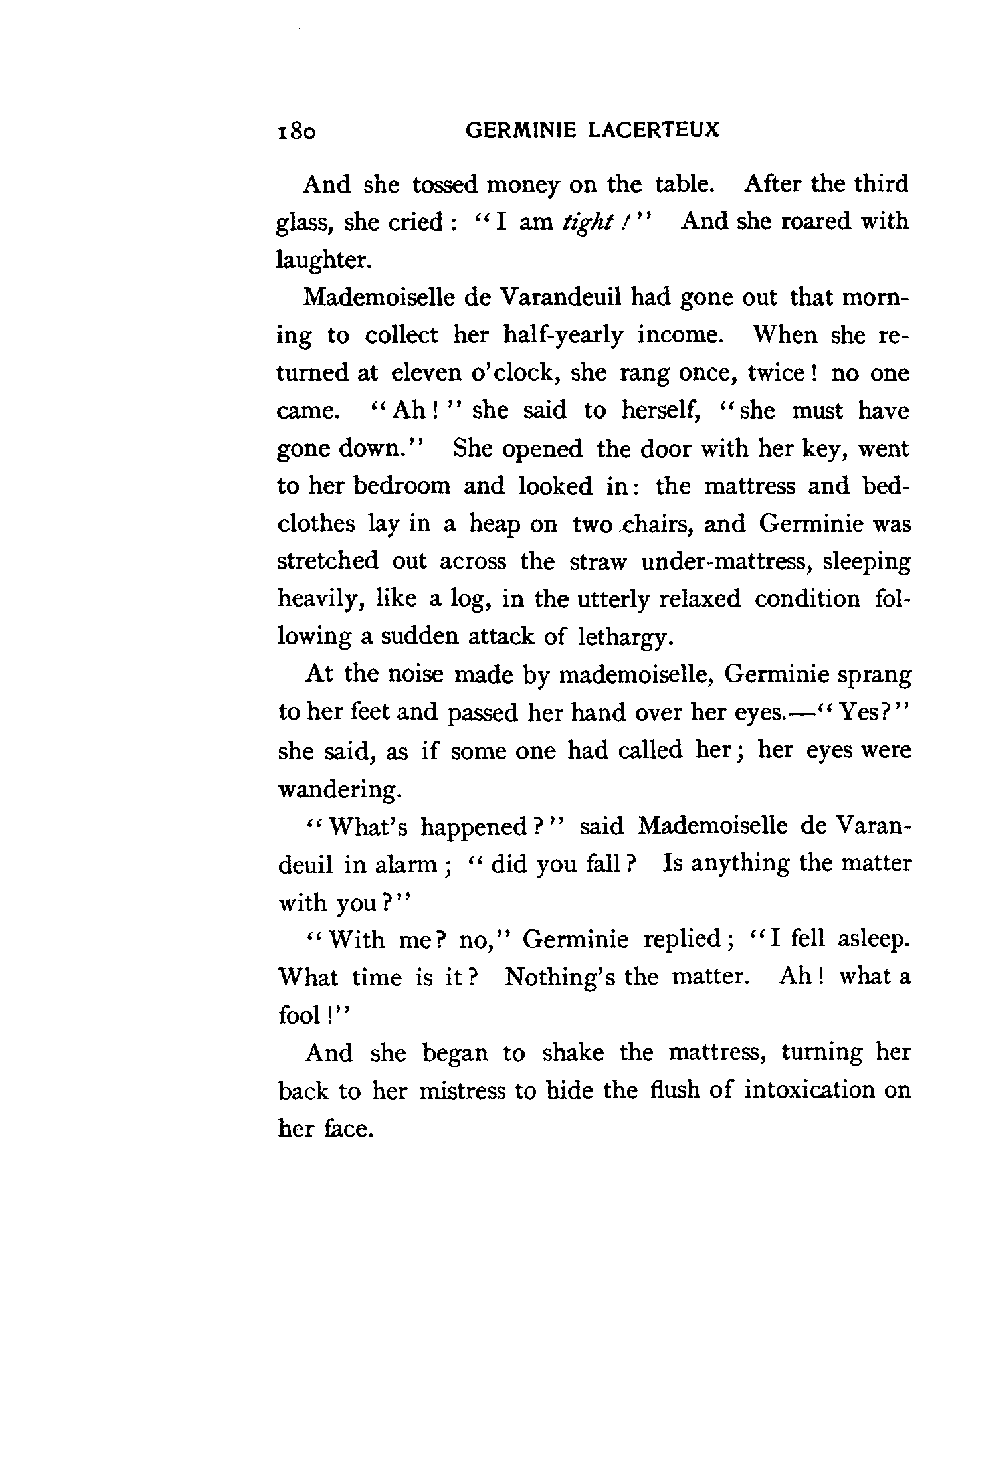 180 GERMINIE LACERTEUX
And she tossed money on the table. After the third
glass, she cried : “I am tight !” And she roared with
laughter.
Mademoiselle de Varandeuil had gone out that morn-
ing to collect her half-yearly income. When she re-
turned at eleven o’clock, she rang once, twice ! no one
came. “Ah ! ” she said to herself, “she must have
gone down.” She opened the door with her key, went
to her bedroom and looked in: the mattress and bed-
clothes lay in a heap on two chairs, and Germinie was
stretched out across the straw under-mattress, sleeping
heavily, like a log, in the utterly relaxed condition fol-
lowing a sudden attack of lethargy.
At the noise made by mademoiselle, Germinie sprang
to her feet and passed her hand over her eyes.—“Yes?”
she said, as if some one had called her; her eyes were
wandering.
“What’s happened ?” said Mademoiselle de Varan-
deuil in alarm ; “did you fall ? Is anything the matter
with you ?”
“With me? no,” Germinie replied ; “I fell asleep.
What time is it ? Nothing’s the matter. Ah ! what a
fool !”
And she began to shake the mattress, turning her
back to her mistress to hide the flush of intoxication on
her face.